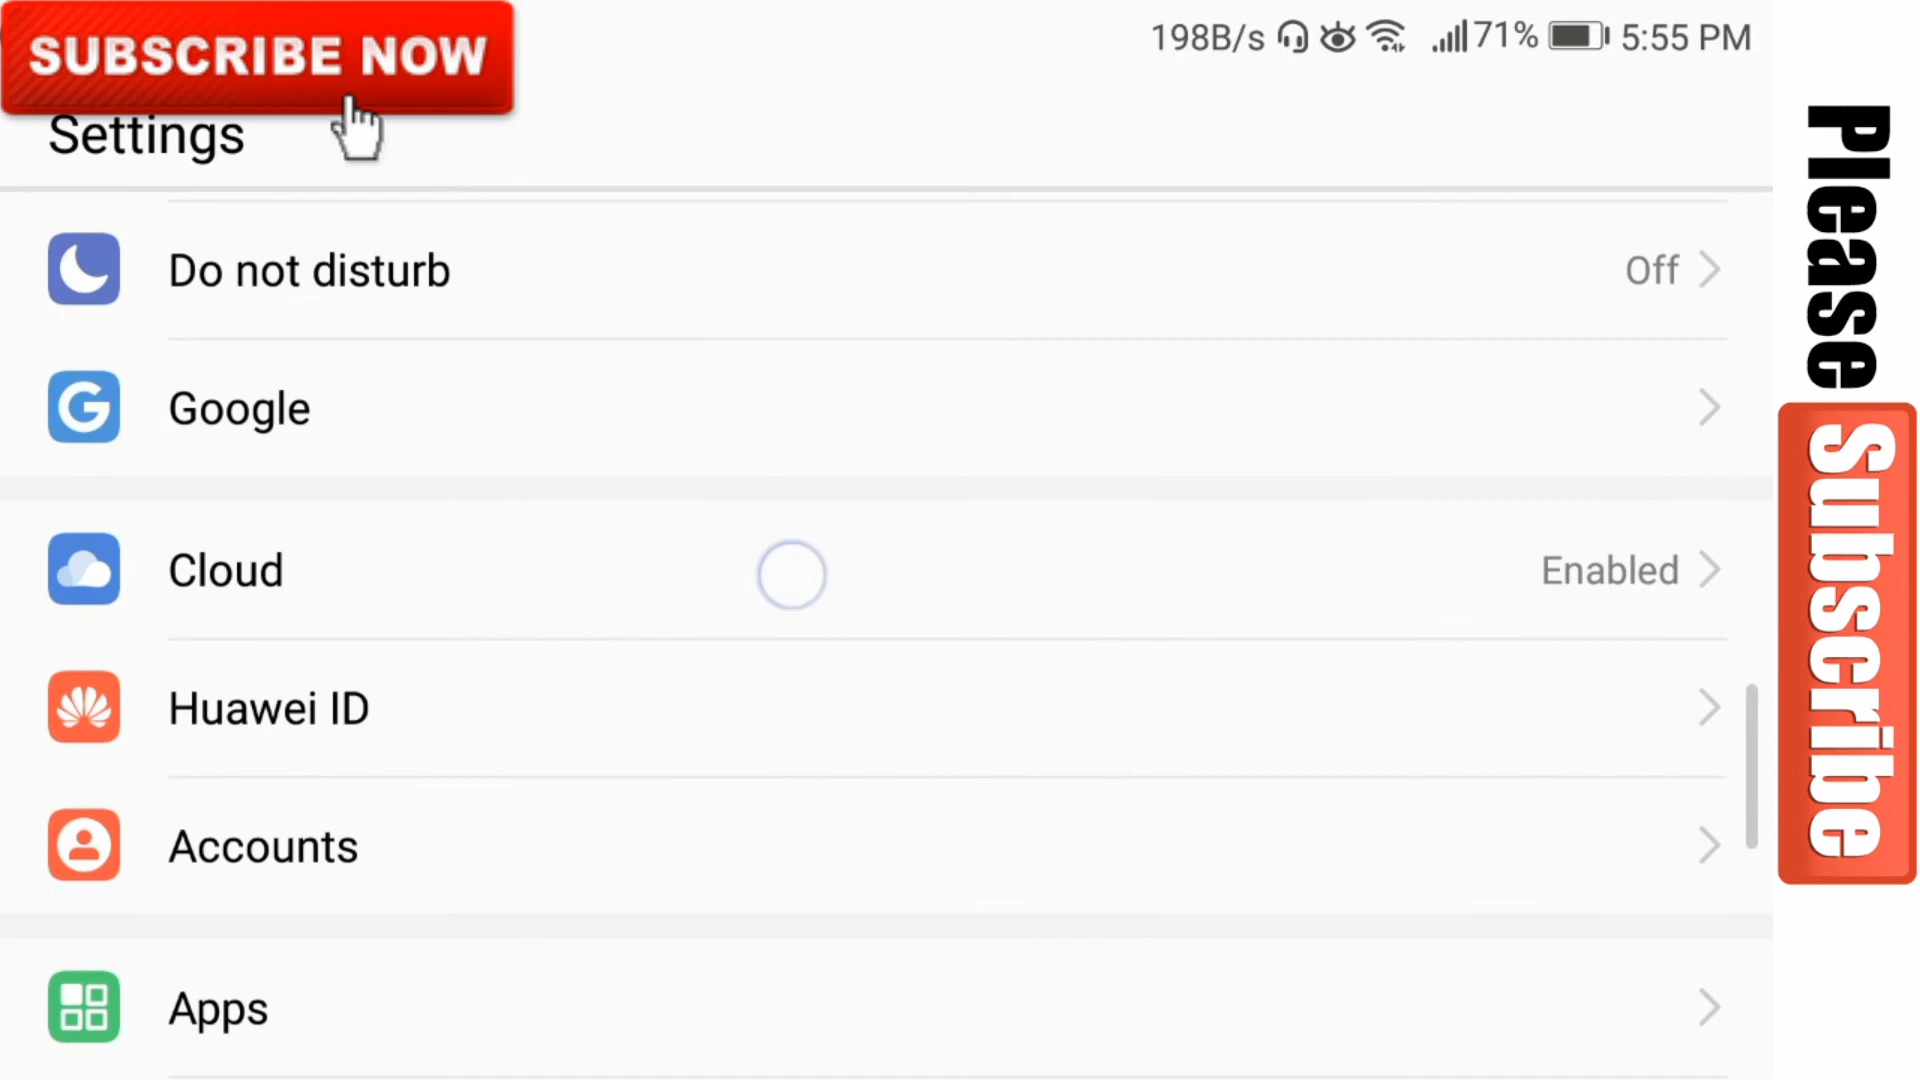 SUBSCRIBE NOW
198B/s 71% 5:55 PM
Settings
Do not disturb Off
Google
Cloud Enabled
Huawei ID
Accounts
Apps
Please Subscribe